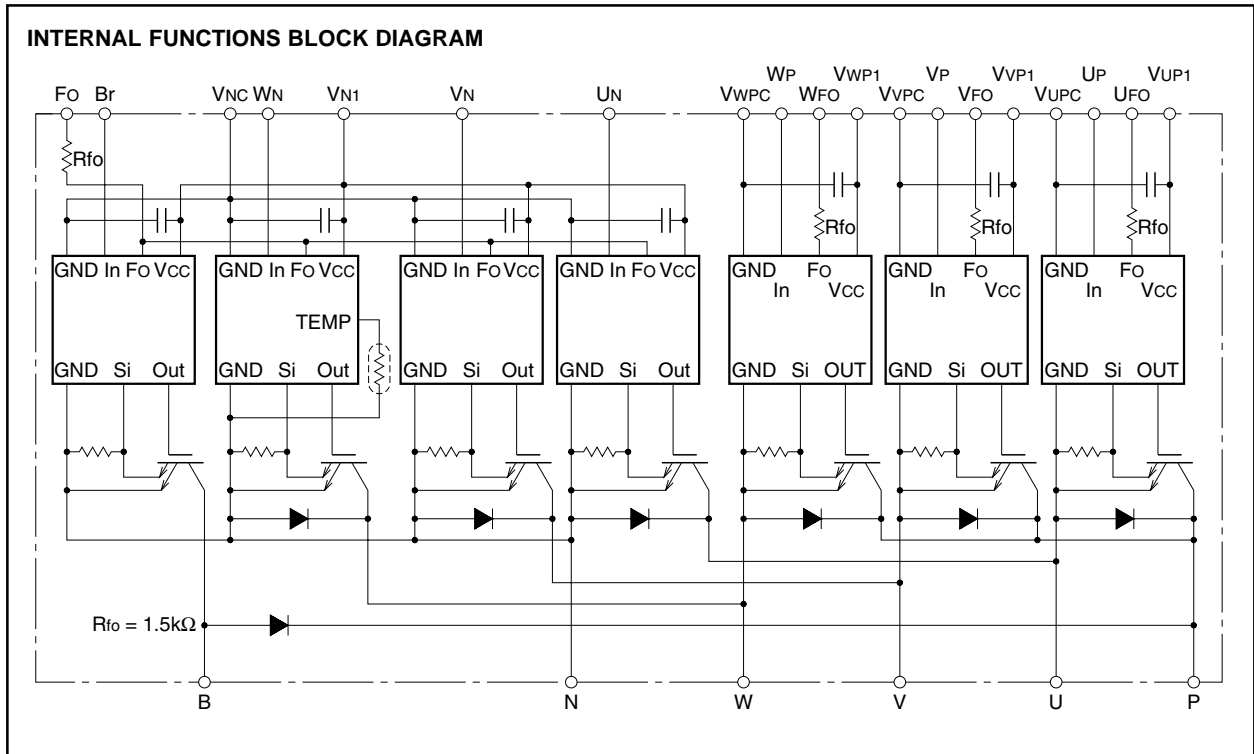 INTERNAL FUNCTIONS BLOCK DIAGRAM
FO Br VNC WN VN1 VN UN VWPC WP WFO VWP1 VVPC VP VFO VVP1 VUPC UP UFO VUP1
Rfo
Rfo Rfo Rfo
GND In FO VCC GND In FO VCC GND In FO VCC GND In FO VCC GND In FO VCC GND In FO VCC GND In FO VCC
TEMP
GND Si Out GND Si Out GND Si Out GND Si Out GND Si OUT GND Si OUT GND Si OUT
Rfo = 1.5kΩ
B N W V U P